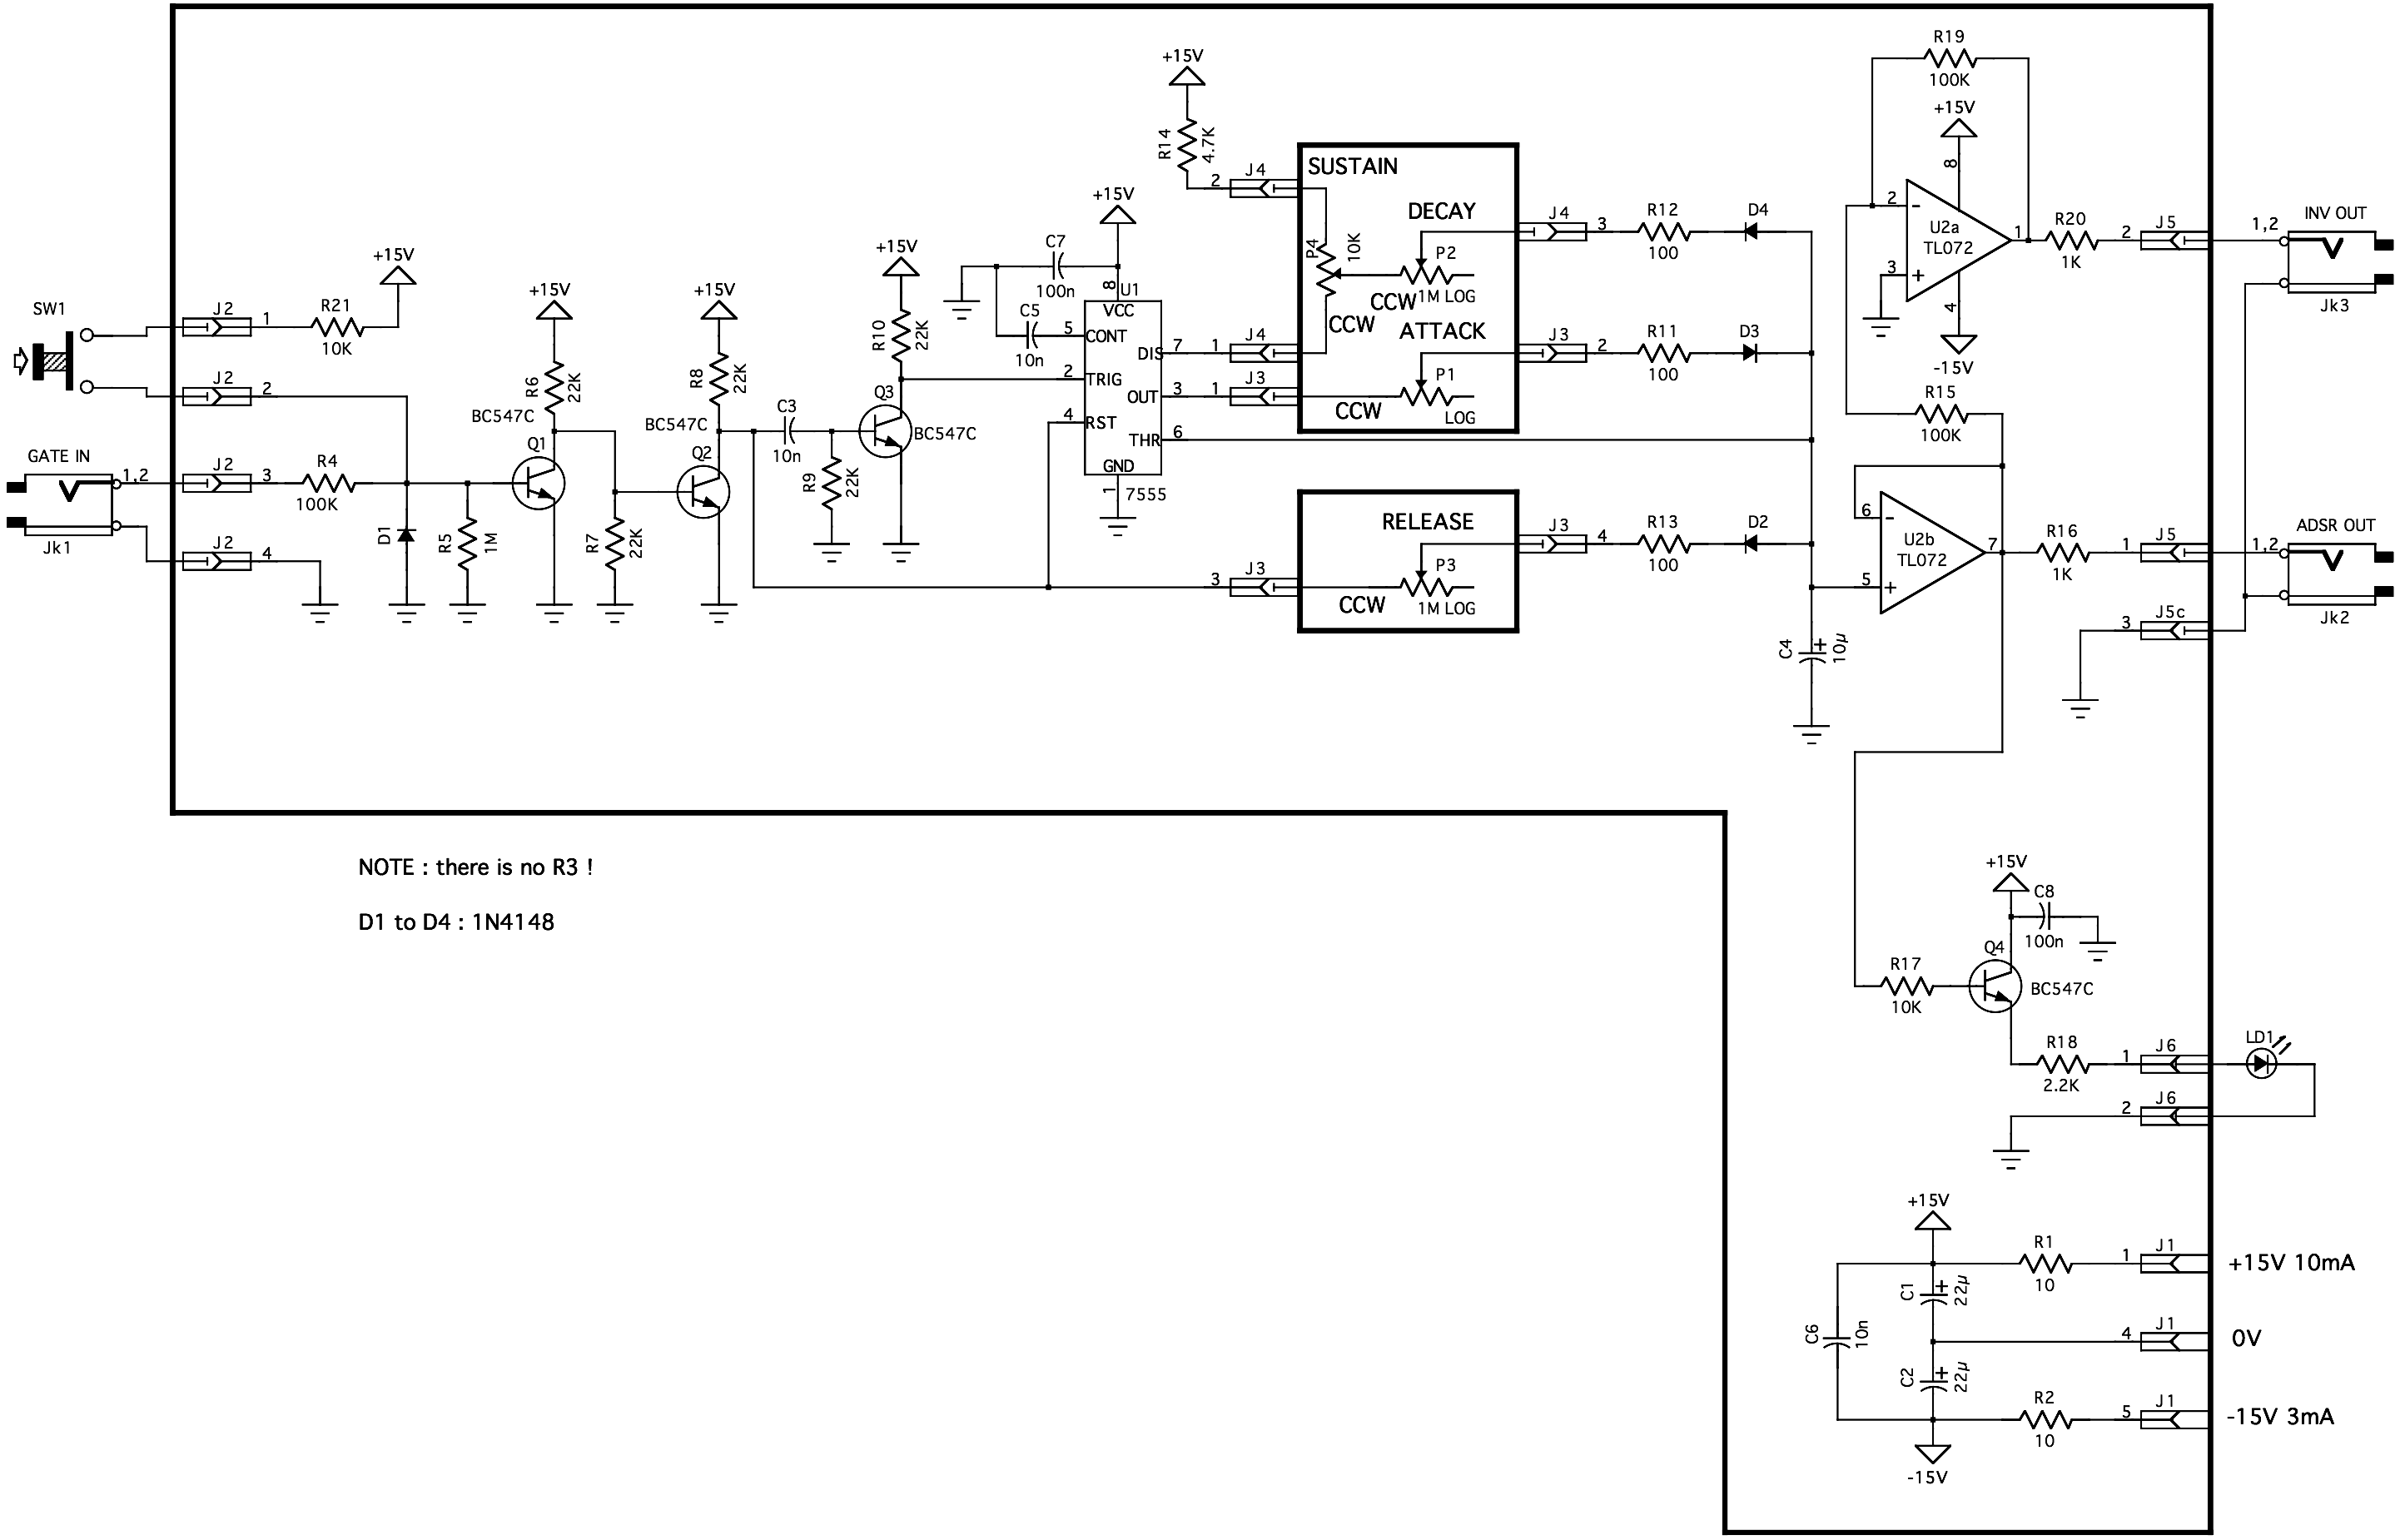 R19
100K
+15V
8
2
-
U2a
TL072
3
+
1
4
-15V
R20
1K
2
J5
1,2
INV OUT
Jk3
+15V
R14
4.7K
2
J4
SUSTAIN
P4
10K
DECAY
P2
1M LOG
CCW
CCW
ATTACK
P1
LOG
CCW
J4
3
R12
100
D4
J3
2
R11
100
D3
+15V
C7
100n
C5
10n
8
U1
VCC
5
CONT
DIS
7
1
J4
2
TRIG
OUT
3
1
J3
4
RST
THR
6
GND
1
7555
SW1
J2
1
R21
10K
+15V
J2
2
GATE IN
1,2
Jk1
J2
3
R4
100K
J2
4
D1
R5
1M
+15V
R6
22K
BC547C
Q1
R7
22K
+15V
R8
22K
BC547C
Q2
C3
10n
R9
22K
+15V
R10
22K
Q3
BC547C
RELEASE
P3
1M LOG
CCW
3
J3
J3
4
R13
100
D2
C4
+
10µ
R15
100K
6
-
U2b
TL072
5
+
7
R16
1K
1
J5
1,2
ADSR OUT
Jk2
3
J5c
NOTE : there is no R3 !
D1 to D4 : 1N4148
+15V
C8
100n
Q4
BC547C
R17
10K
R18
2.2K
1
J6
LD1
2
J6
+15V
R1
10
1
J1
+15V 10mA
C1
+
22µ
C6
10n
4
J1
0V
C2
+
22µ
R2
10
5
J1
-15V 3mA
-15V